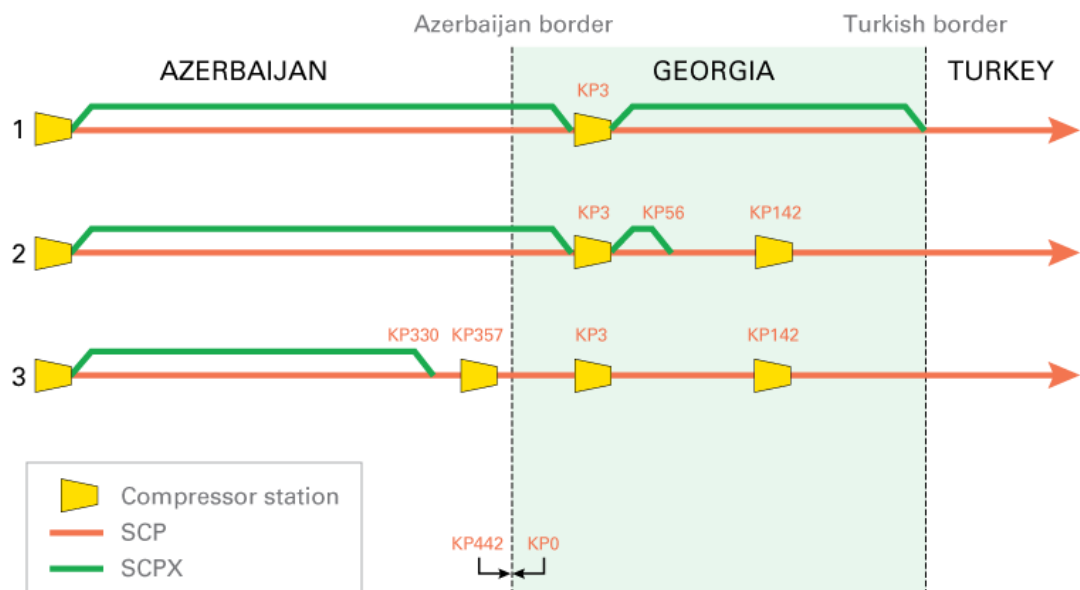 Azerbaijan border Turkish border
AZERBAIJAN GEORGIA TURKEY
KP3
1
KP3 KP56 KP142
2
KP330 KP357 KP3 KP142
3
Compressor station
SCP
SCPX
KP442 KP0